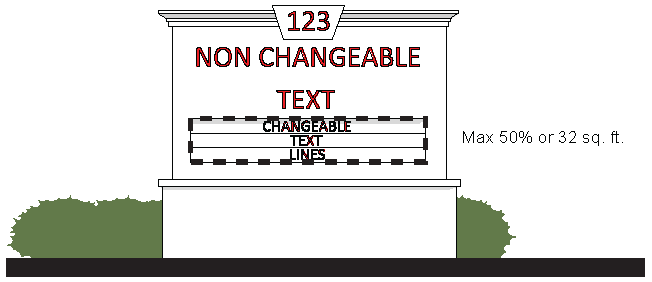 123
NON CHANGEABLE
TEXT
CHANGEABLE
TEXT
LINES
Max 50% or 32 sq. ft.